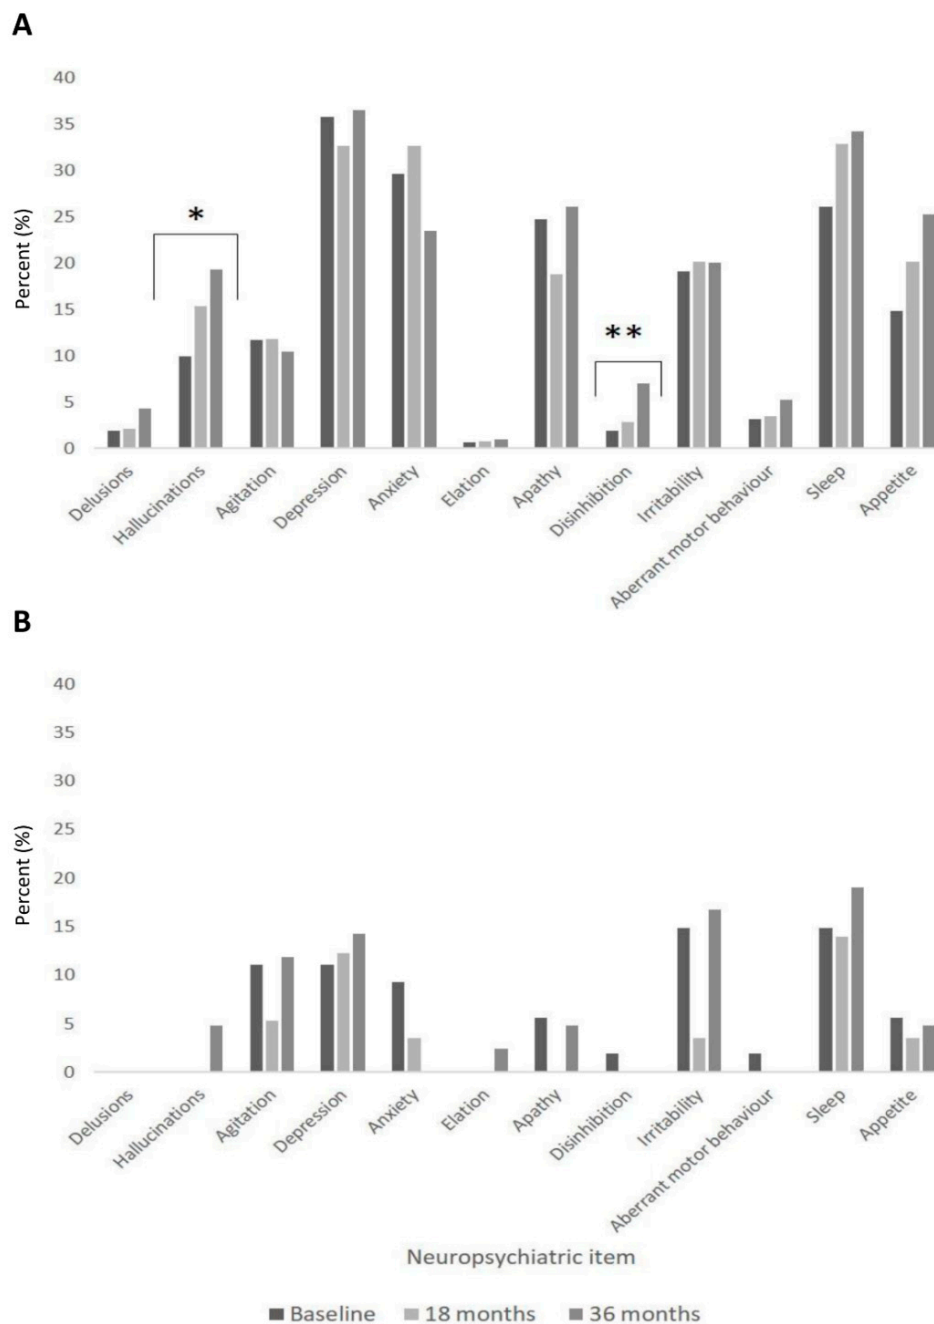 A
40
35
30
25
20
15
10
5
0
Percent (%)
*
**
Delusions
Hallucinations
Agitation
Depression
Anxiety
Elation
Apathy
Disinhibition
Irritability
Aberrant motor behaviour
Sleep
Appetite
B
40
35
30
25
20
15
10
5
0
Percent (%)
Delusions
Hallucinations
Agitation
Depression
Anxiety
Elation
Apathy
Disinhibition
Irritability
Aberrant motor behaviour
Sleep
Appetite
Neuropsychiatric item
Baseline 18 months 36 months